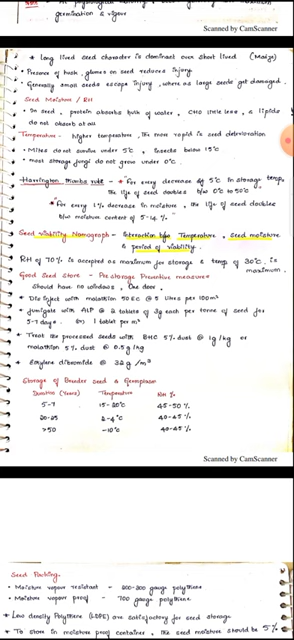 germination & vigour
Scanned by CamScanner
* Long lived seed character is dominant over short lived (Maize)
• Presence of husk, glumes on seed reduces injury.
• Generally small seeds escape injury, where as large seeds get damaged.
Seed Moisture / RH
• In seed, protein absorbs bulk of water, CHO little less, & lipids
do not absorb at all
Temperature - higher temperature, the more rapid is seed deterioration
• Mites do not survive under 5°C, insects below 15°C
• most storage fungi do not grow under 0°C.
Harrington Thumbs rule - * For every decrease of 5°C in storage temp,
the life of seed doubles b/w 0°C to 50°C
* For every 1% decrease in moisture, the life of seed doubles
b/w moisture content of 5-14%.
Seed viability Nomograph - Interaction b/w Temperature, Seed moisture
& period of viability.
RH of 70% is accepted as maximum for storage & temp of 30°C is
maximum.
Good Seed Store - Pre storage Preventive measures
Should have no windows, One door.
* Disinfect with malathion 50 EC @ 5 litres per 100m³
* fumigate with ALP @ 2 tablets of 3g each per tonne of seed for
5-7 days. (or) 1 tablet per m³
* Treat the processed seeds with BHC 5% dust @ 1g/kg or
malathion 5% dust @ 0.5g/kg
* Ethylene dibromide @ 32g/m³
Storage of Breeder seed & Germplasm
Duration (Years) Temperature RH %
5-7 15-20°C 45-50%
20-25 2-4°C 40-45%
>50 -10°C 40-45%
Scanned by CamScanner
Seed Packing.
• Moisture vapour resistant - 200-300 gauge polythene
• Moisture vapour proof - 700 gauge polythene
* Low density Polythene (LDPE) are satisfactory for seed storage
* To store in moisture proof container, the seed moisture should be 5%